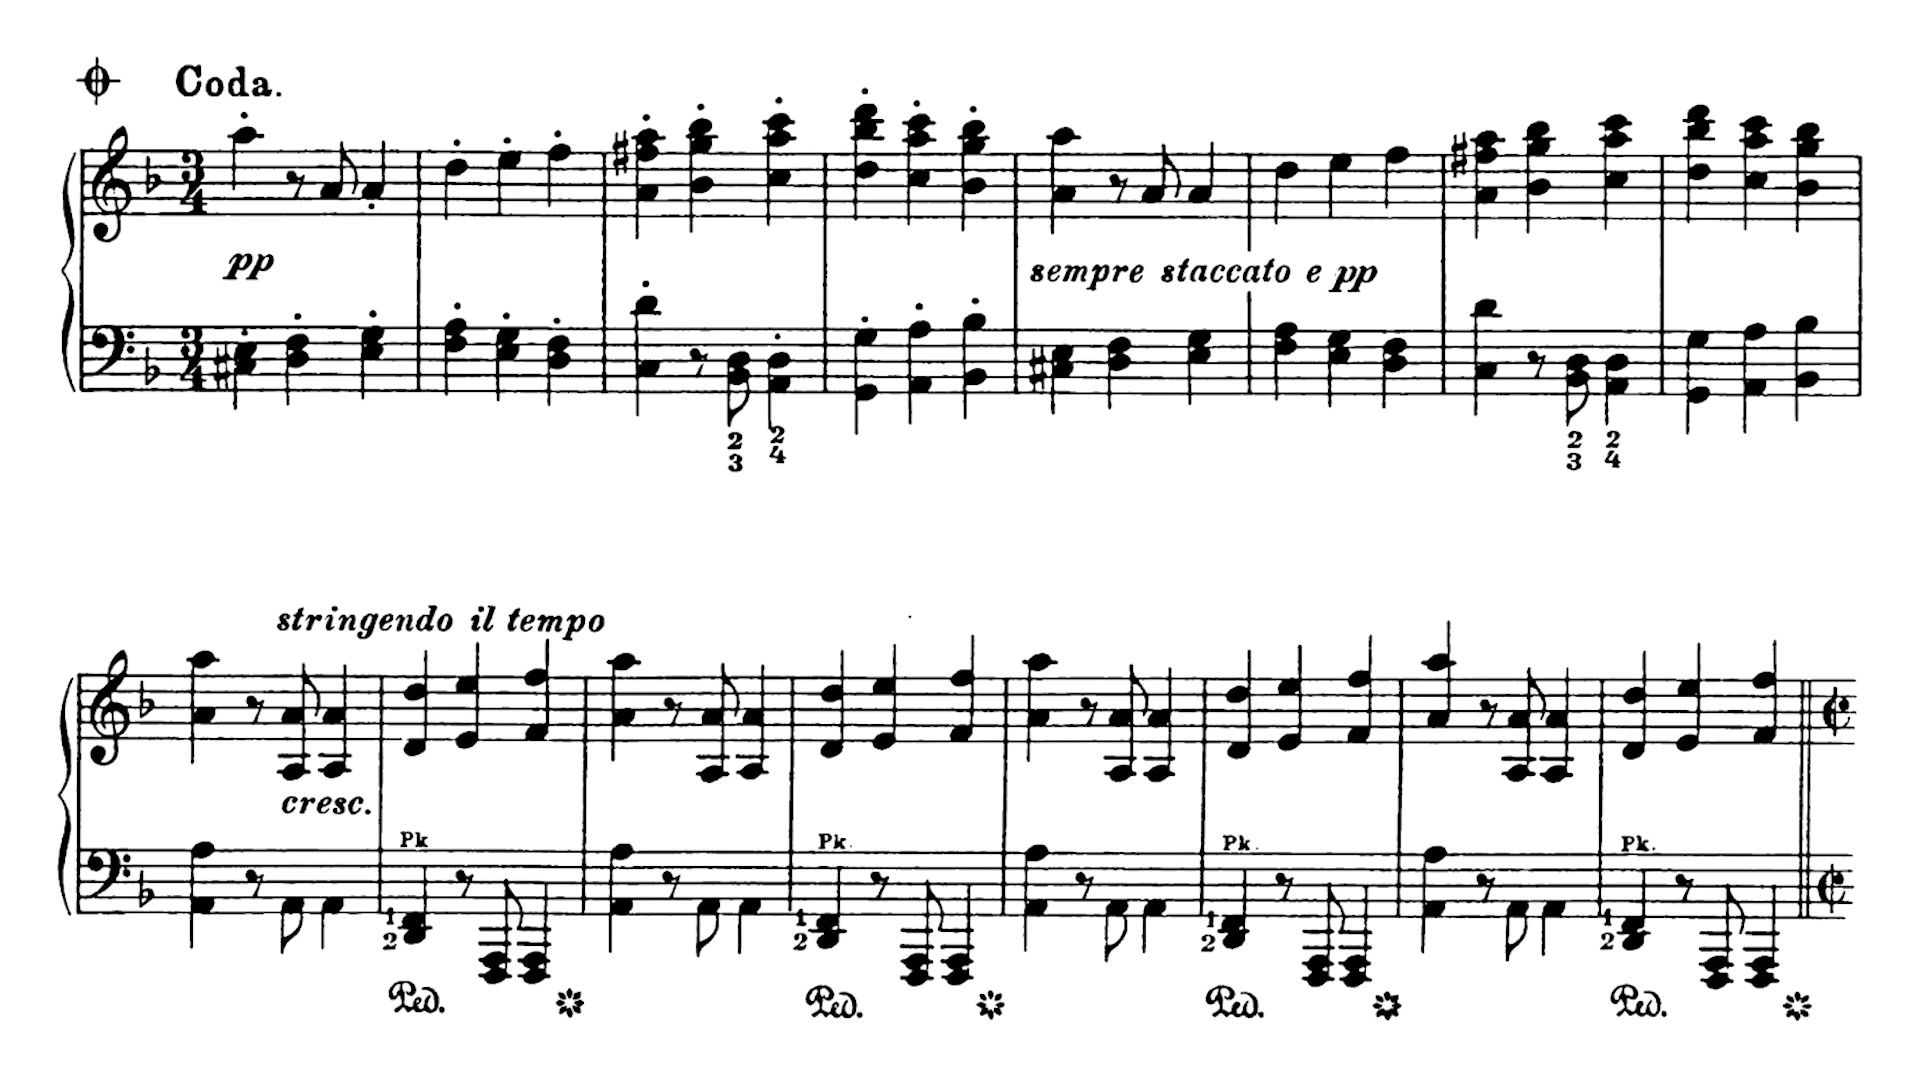 Coda.
pp
sempre staccato e pp
2 2 2 2
3 4 3 4
stringendo il tempo
cresc.
Pk Pk. Pk. Pk.
1 1 1 1
2 2 2 2
Ped. Ped. Ped. Ped.